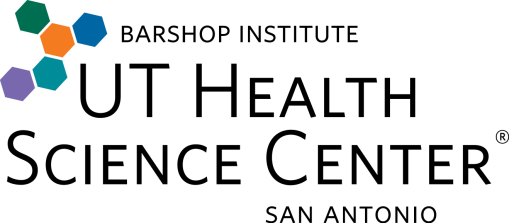 BARSHOP INSTITUTE
UT HEALTH
SCIENCE CENTER®
SAN ANTONIO